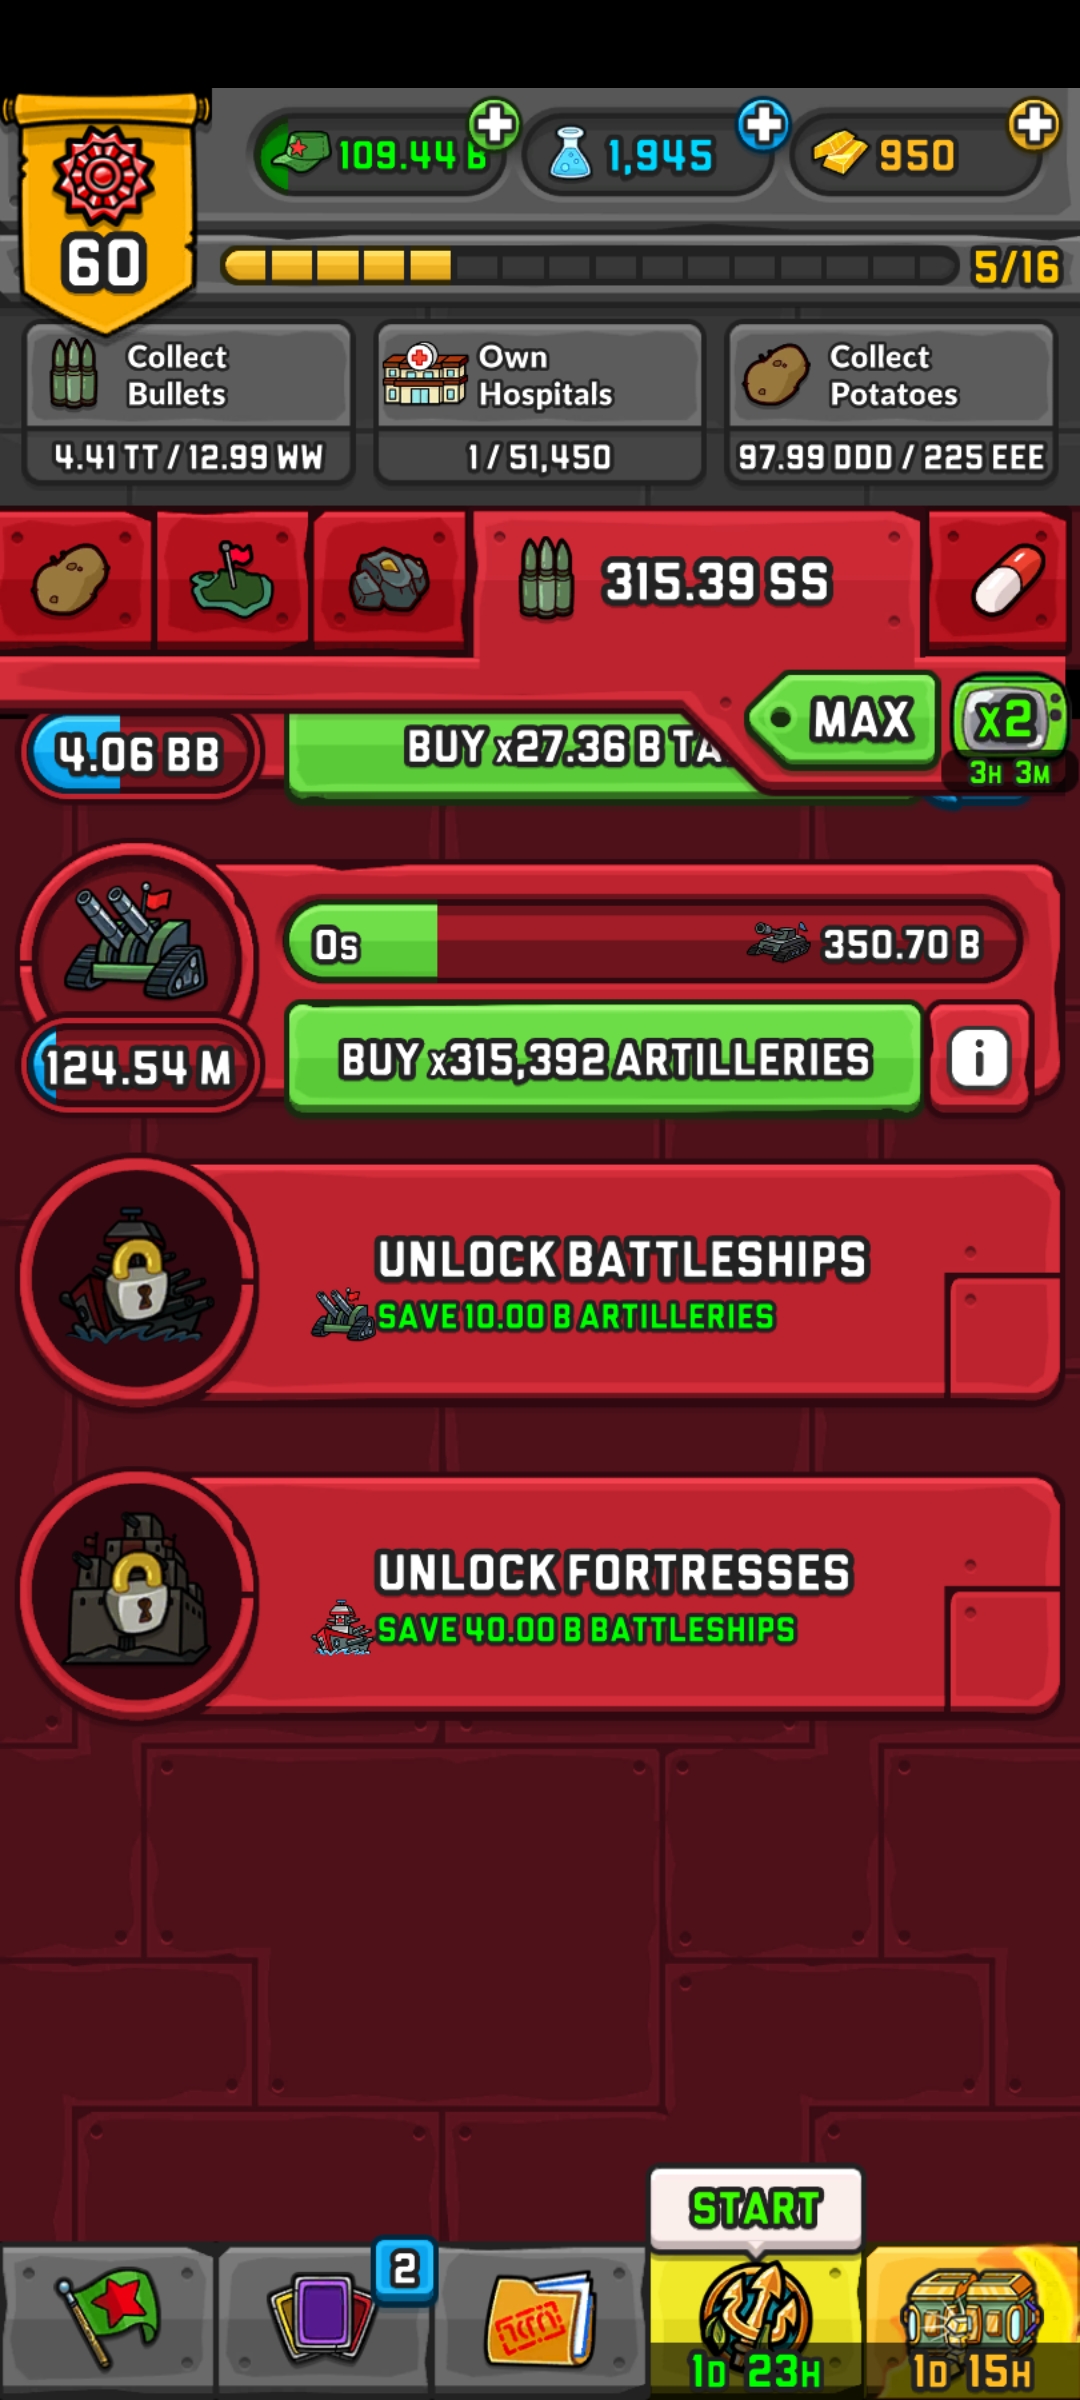 109.44 B
1,945
950
60
5/16
Collect
Bullets
4.41 TT / 12.99 WW
Own
Hospitals
1 / 51,450
Collect
Potatoes
97.99 DDD / 225 EEE
315.39 SS
MAX
x2
3H 3M
4.06 BB
BUY x27.36 B TA
0s
350.70 B
124.54 M
BUY x315,392 ARTILLERIES
i
UNLOCK BATTLESHIPS
SAVE 10.00 B ARTILLERIES
UNLOCK FORTRESSES
SAVE 40.00 B BATTLESHIPS
START
2
1D 23H
1D 15H